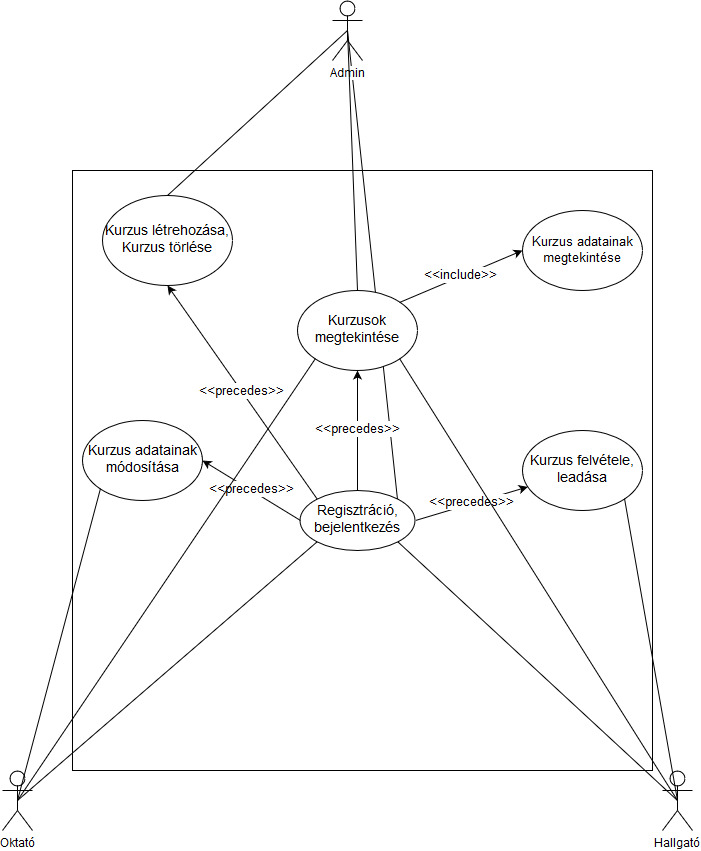 Admin
Kurzus létrehozása,
Kurzus törlése
Kurzus adatainak
megtekintése
<<include>>
Kurzusok
megtekintése
<<precedes>>
<<precedes>>
Kurzus adatainak
módosítása
Kurzus felvétele,
leadása
<<precedes>>
<<precedes>>
Regisztráció,
bejelentkezés
Oktató
Hallgató